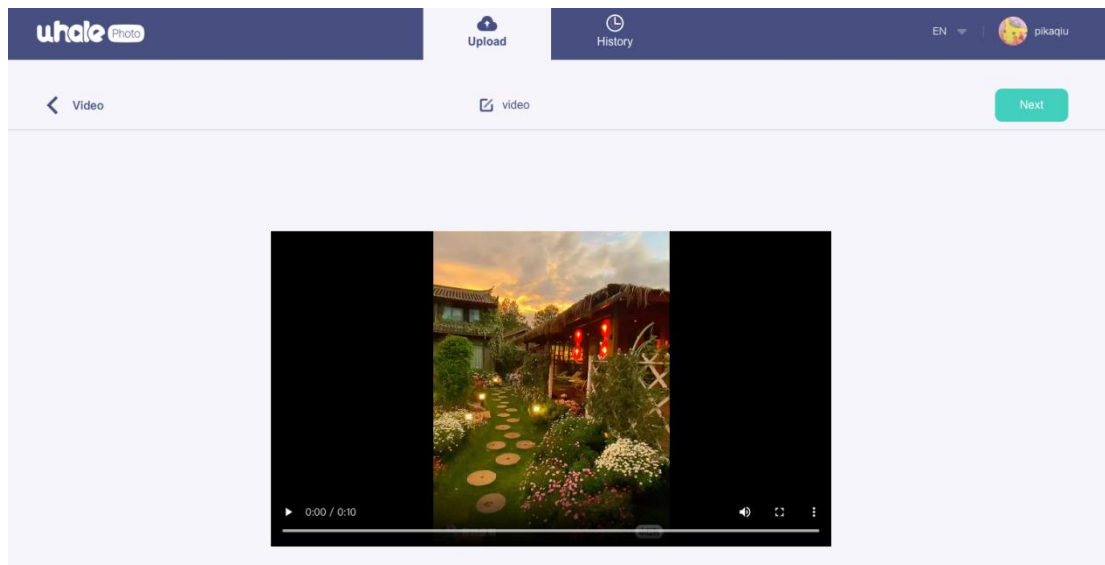 whale Photo
Upload
History
EN
pikaqiu
Video
video
Next
0:00 / 0:10